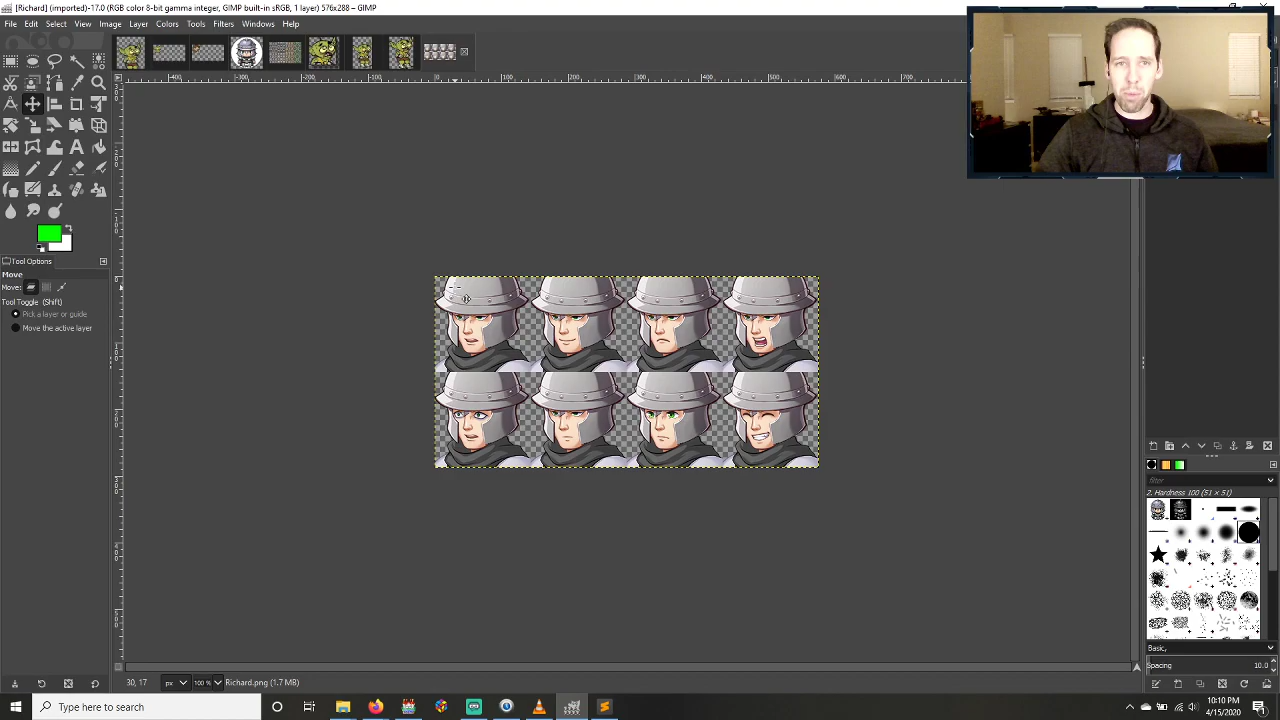 [Richard] (imported)-17.0 (RGB color 8-bit gamma integer, GIMP built-in sRGB, 1 layer) 576x288 – GIMP
File Edit Select View Image Layer Colors Tools Filters Windows Help
Tool Options
Move
Move:
Tool Toggle (Shift)
Pick a layer or guide
Move the active layer
filter
2. Hardness 100 (51 × 51)
Basic,
Spacing 10.0
30, 17 px 100 % Richard.png (1.7 MB)
Type here to search
10:10 PM
4/15/2020